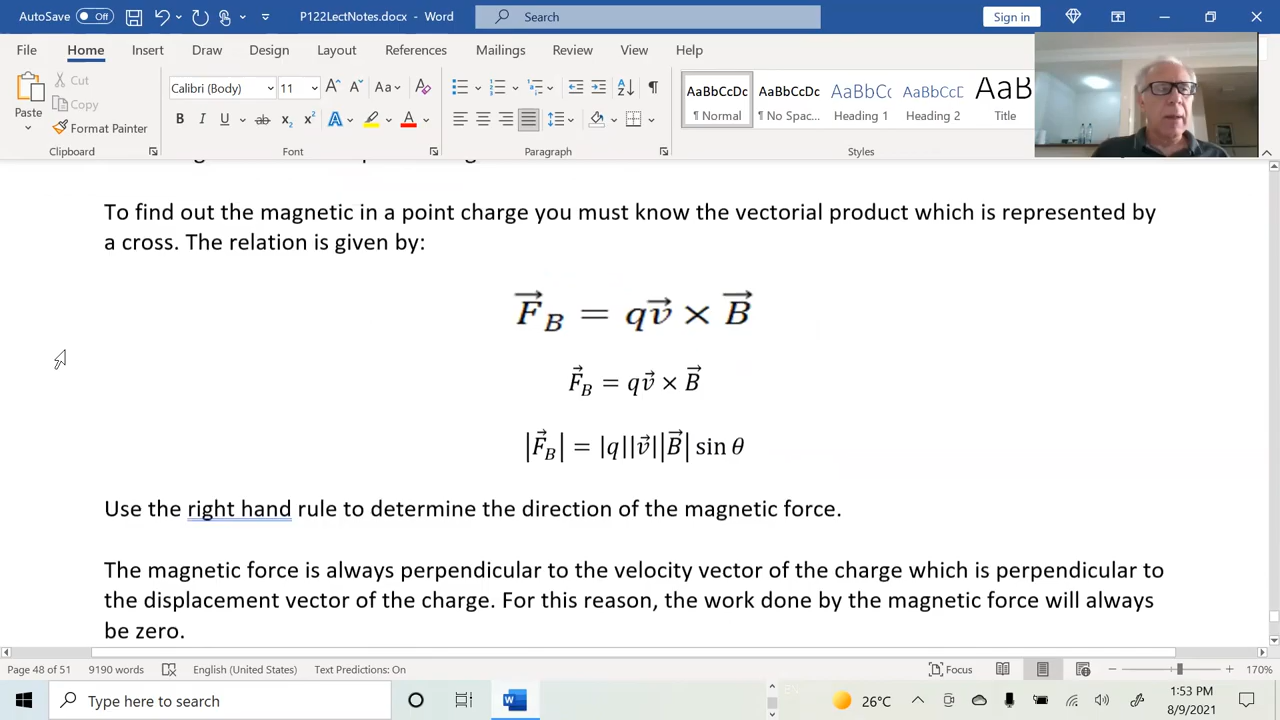 AutoSave Off P122LectNotes.docx - Word Search Sign in
File Home Insert Draw Design Layout References Mailings Review View Help
Paste Cut Copy Format Painter
Calibri (Body) 11 Aa
AaBbCcDc AaBbCcDc AaBbCc AaBbCcD AaB
¶ Normal ¶ No Spac... Heading 1 Heading 2 Title
Clipboard Font Paragraph Styles
To find out the magnetic in a point charge you must know the vectorial product which is represented by
a cross. The relation is given by:
F⃗_B = qv⃗ × B⃗
F⃗_B = qv⃗ × B⃗
|F⃗_B| = |q||v⃗||B⃗| sin θ
Use the right hand rule to determine the direction of the magnetic force.
The magnetic force is always perpendicular to the velocity vector of the charge which is perpendicular to
the displacement vector of the charge. For this reason, the work done by the magnetic force will always
be zero.
Page 48 of 51 9190 words English (United States) Text Predictions: On Focus 170%
Type here to search 26°C 1:53 PM
8/9/2021